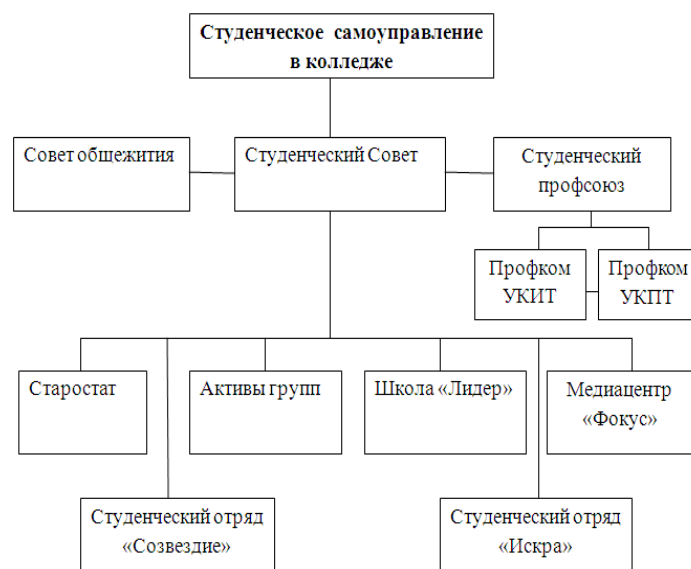 Студенческое самоуправление
в колледже
Совет общежития
Студенческий Совет
Студенческий
профсоюз
Профком
УКИТ
Профком
УКПТ
Старостат
Активы групп
Школа «Лидер»
Медиацентр
«Фокус»
Студенческий отряд
«Созвездие»
Студенческий отряд
«Искра»